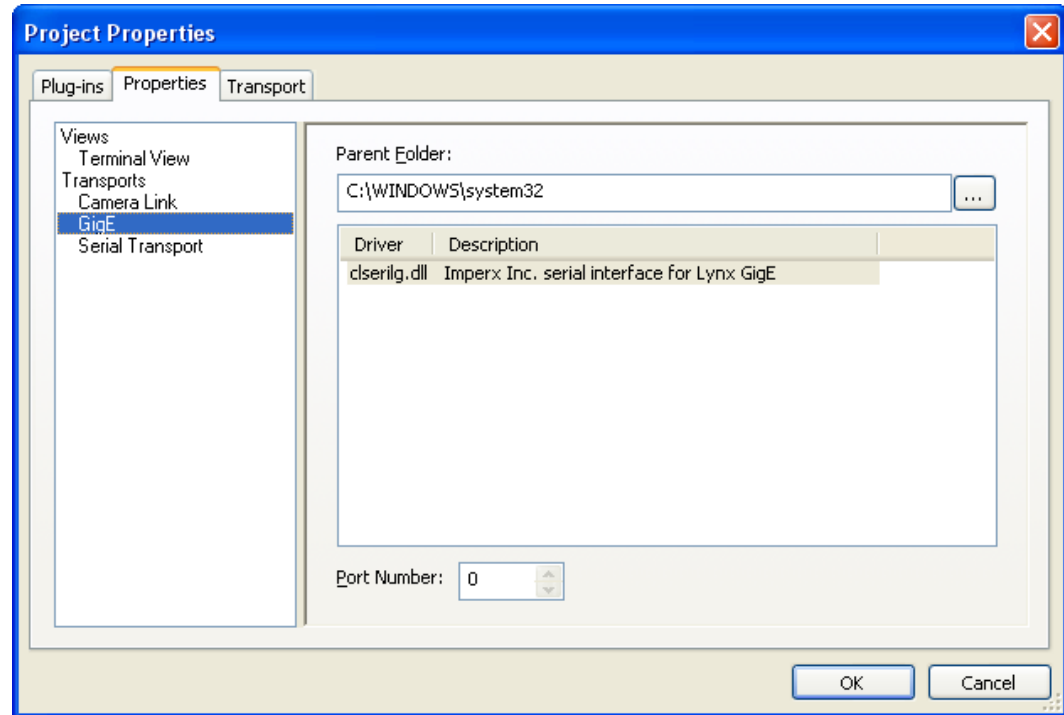 Project Properties
Plug-ins Properties Transport
Views
Terminal View
Transports
Camera Link
GigE
Serial Transport
Parent Folder:
C:\WINDOWS\system32
...
Driver Description
clserilg.dll Imperx Inc. serial interface for Lynx GigE
Port Number: 0
OK Cancel